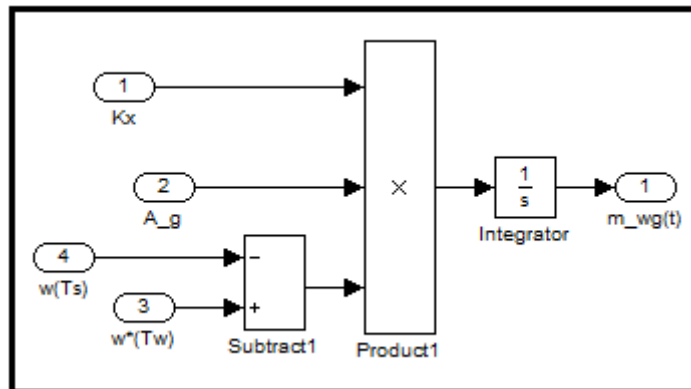 1
Kx
2
A_g
4
w(Ts)
3
w*(Tw)
−
+
Subtract1
×
Product1
1
s
Integrator
1
m_wg(t)